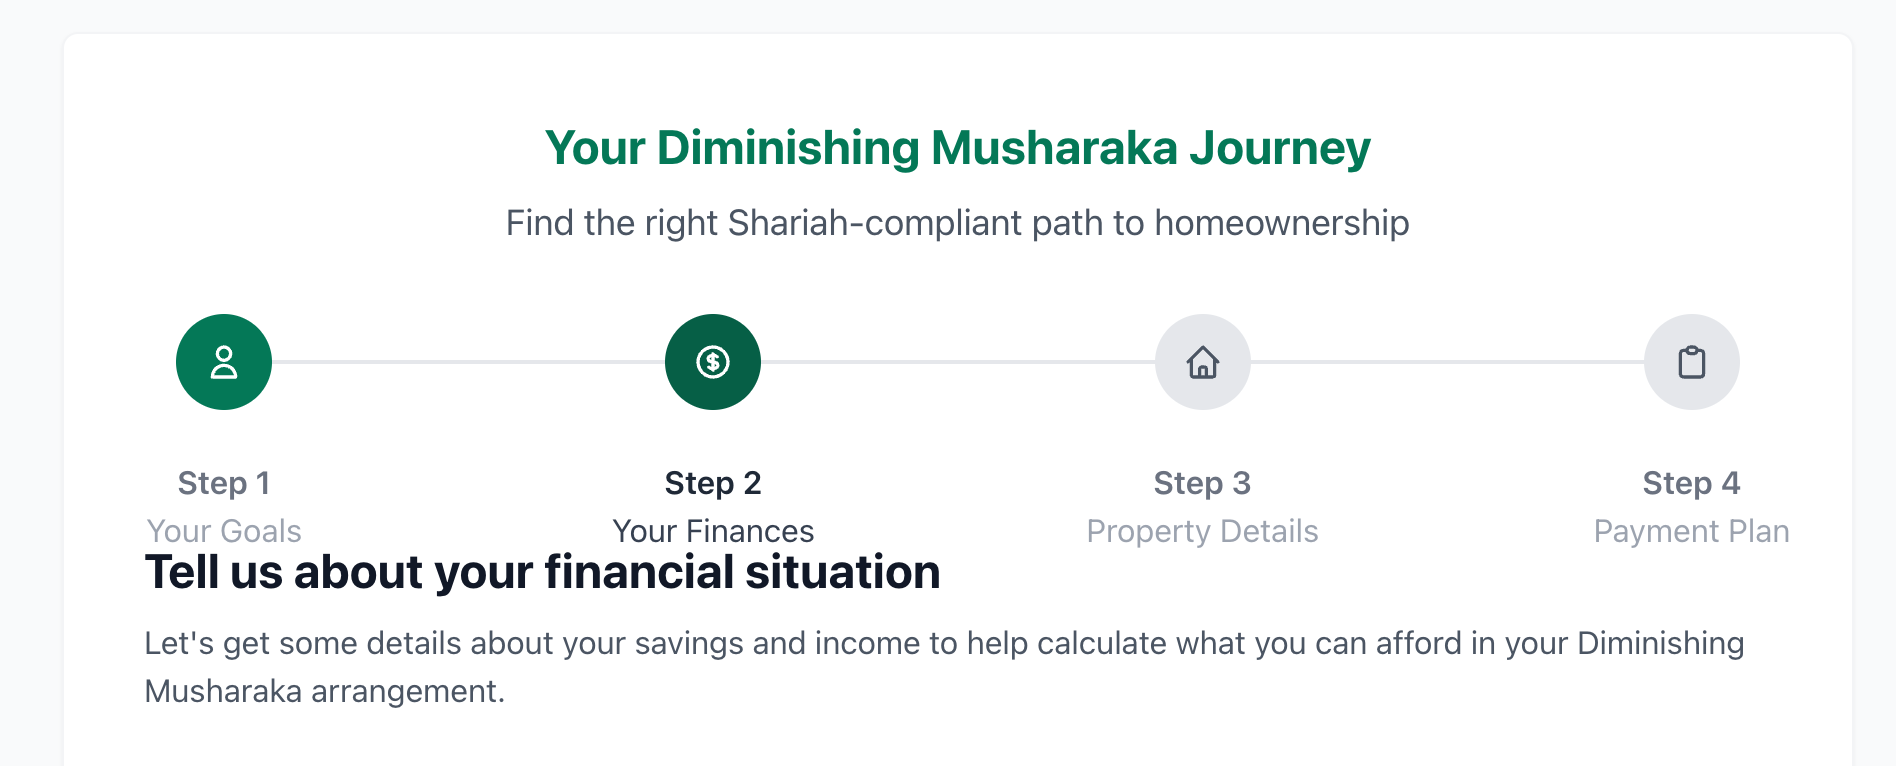 Your Diminishing Musharaka Journey
Find the right Shariah-compliant path to homeownership
$
Step 1
Your Goals
Step 2
Your Finances
Step 3
Property Details
Step 4
Payment Plan
Tell us about your financial situation
Let's get some details about your savings and income to help calculate what you can afford in your Diminishing
Musharaka arrangement.